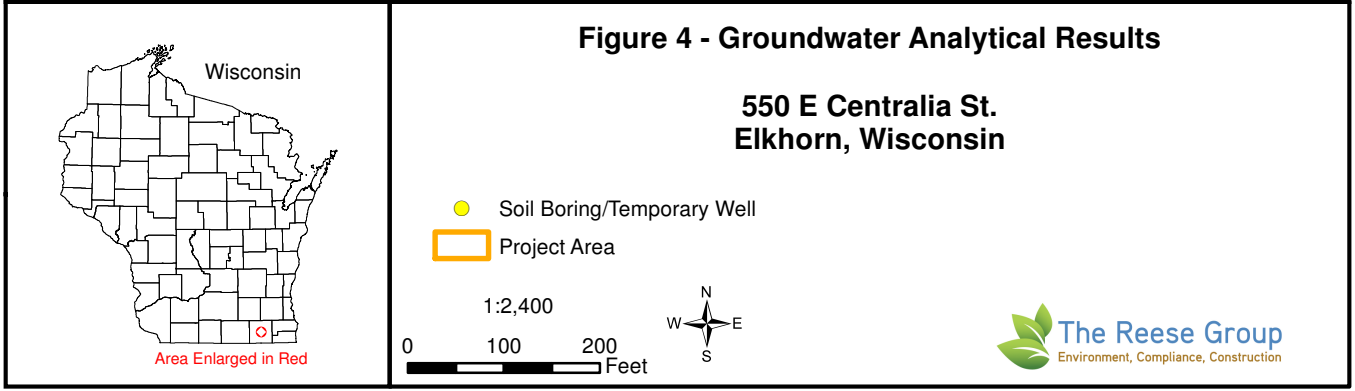 Wisconsin
Area Enlarged in Red
Figure 4 - Groundwater Analytical Results
550 E Centralia St.
Elkhorn, Wisconsin
Soil Boring/Temporary Well
Project Area
1:2,400
0 100 200
Feet
N
W E
S
The Reese Group
Environment, Compliance, Construction